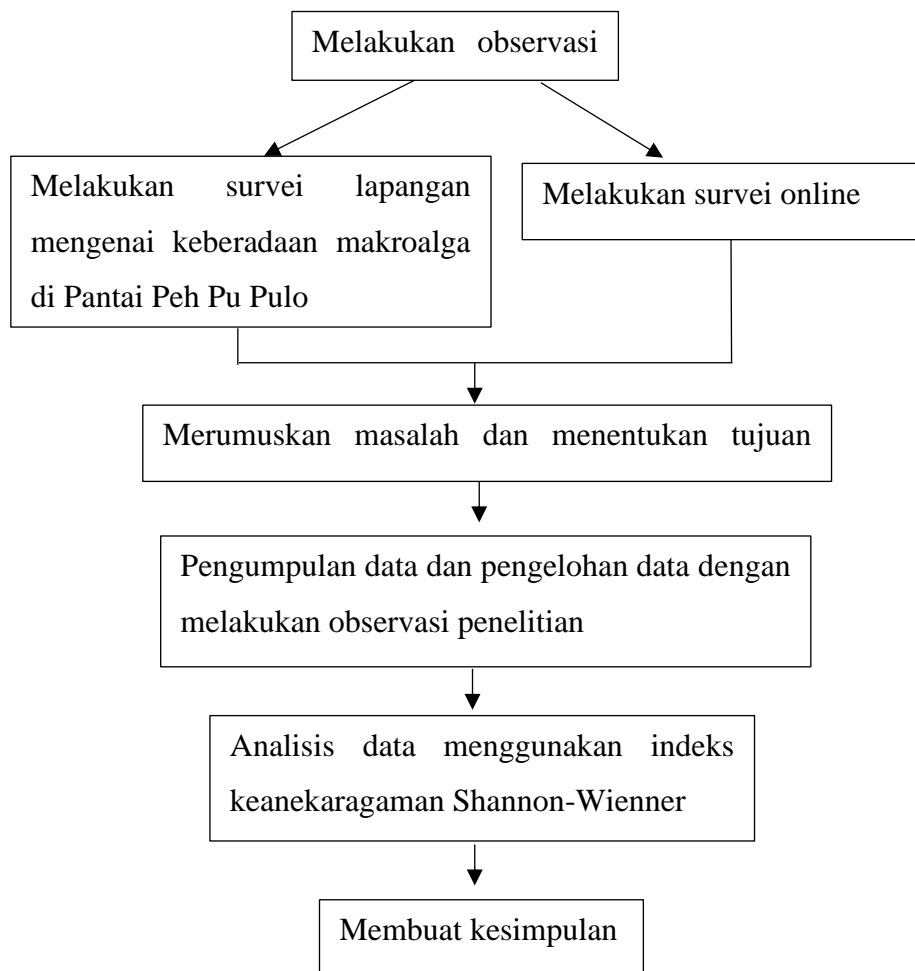 Melakukan observasi
Melakukan survei lapangan
mengenai keberadaan makroalga
di Pantai Peh Pu Pulo
Melakukan survei online
Merumuskan masalah dan menentukan tujuan
Pengumpulan data dan pengelohan data dengan
melakukan observasi penelitian
Analisis data menggunakan indeks
keanekaragaman Shannon-Wienner
Membuat kesimpulan